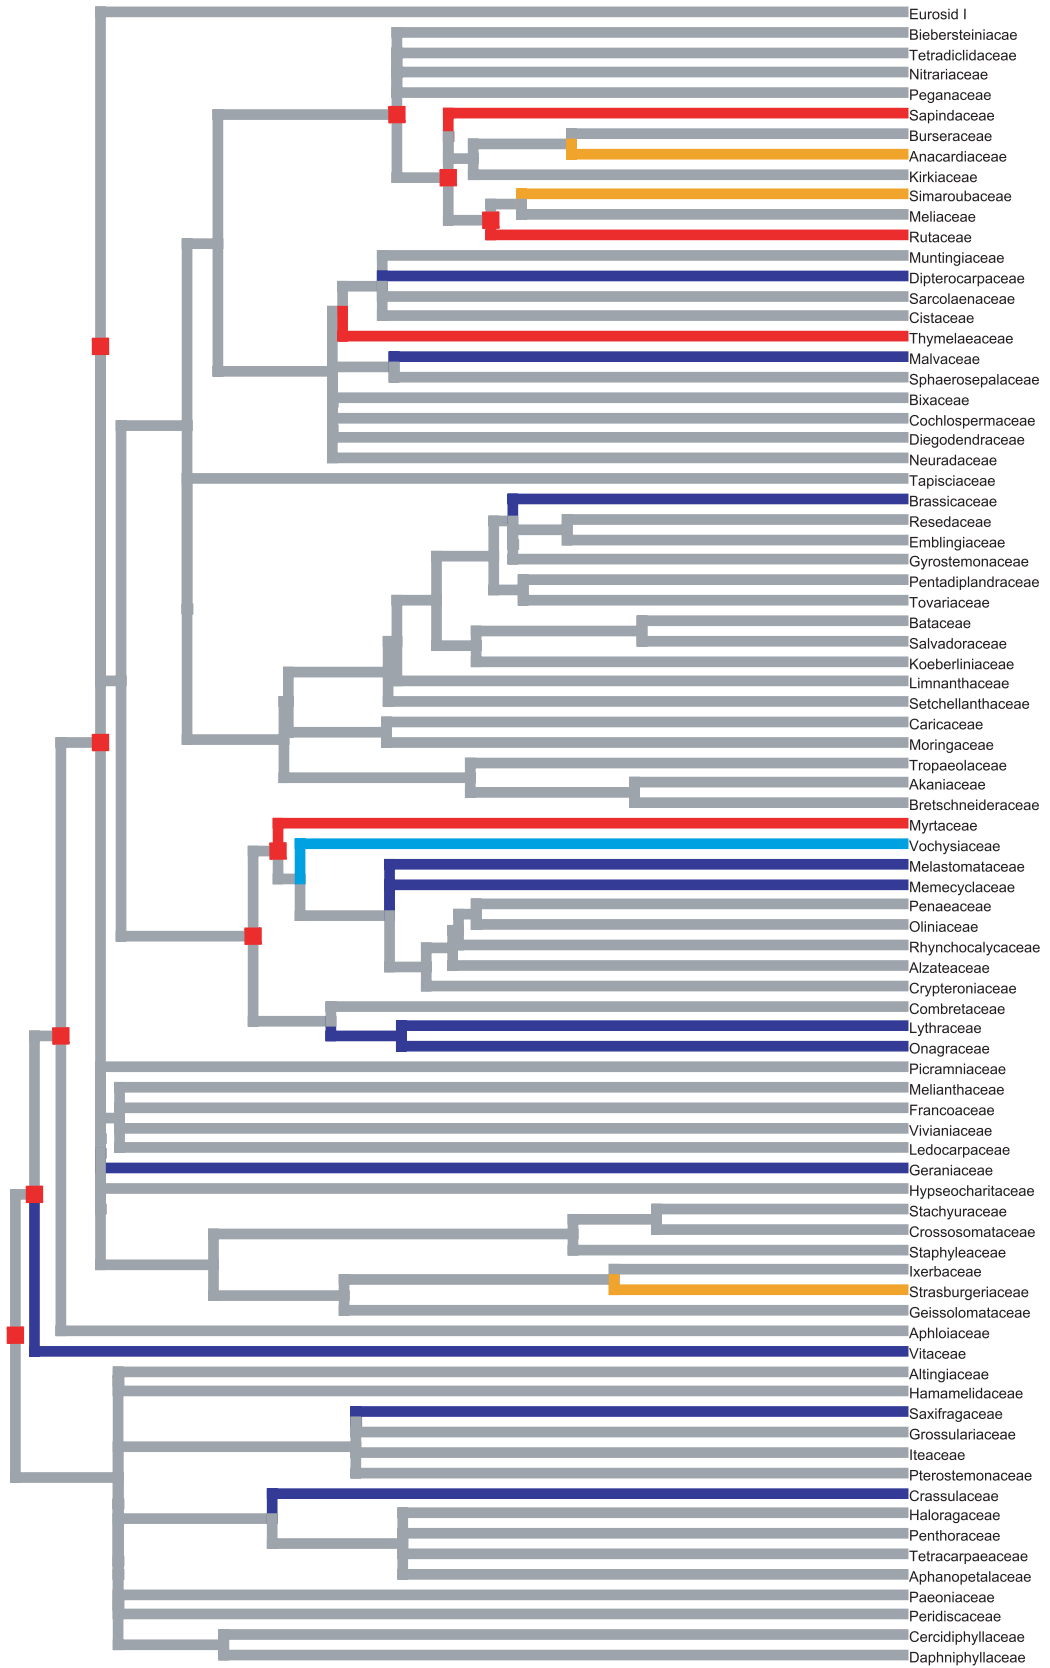 Eurosid I
Biebersteiniacae
Tetradiclidaceae
Nitrariaceae
Peganaceae
Sapindaceae
Burseraceae
Anacardiaceae
Kirkiaceae
Simaroubaceae
Meliaceae
Rutaceae
Muntingiaceae
Dipterocarpaceae
Sarcolaenaceae
Cistaceae
Thymelaeaceae
Malvaceae
Sphaerosepalaceae
Bixaceae
Cochlospermaceae
Diegodendraceae
Neuradaceae
Tapisciaceae
Brassicaceae
Resedaceae
Emblingiaceae
Gyrostemonaceae
Pentadiplandraceae
Tovariaceae
Bataceae
Salvadoraceae
Koeberliniaceae
Limnanthaceae
Setchellanthaceae
Caricaceae
Moringaceae
Tropaeolaceae
Akaniaceae
Bretschneideraceae
Myrtaceae
Vochysiaceae
Melastomataceae
Memecyclaceae
Penaeaceae
Oliniaceae
Rhynchocalycaceae
Alzateaceae
Crypteroniaceae
Combretaceae
Lythraceae
Onagraceae
Picramniaceae
Melianthaceae
Francoaceae
Vivianiaceae
Ledocarpaceae
Geraniaceae
Hypseocharitaceae
Stachyuraceae
Crossosomataceae
Staphyleaceae
Ixerbaceae
Strasburgeriaceae
Geissolomataceae
Aphloiaceae
Vitaceae
Altingiaceae
Hamamelidaceae
Saxifragaceae
Grossulariaceae
Iteaceae
Pterostemonaceae
Crassulaceae
Haloragaceae
Penthoraceae
Tetracarpaeaceae
Aphanopetalaceae
Paeoniaceae
Peridiscaceae
Cercidiphyllaceae
Daphniphyllaceae